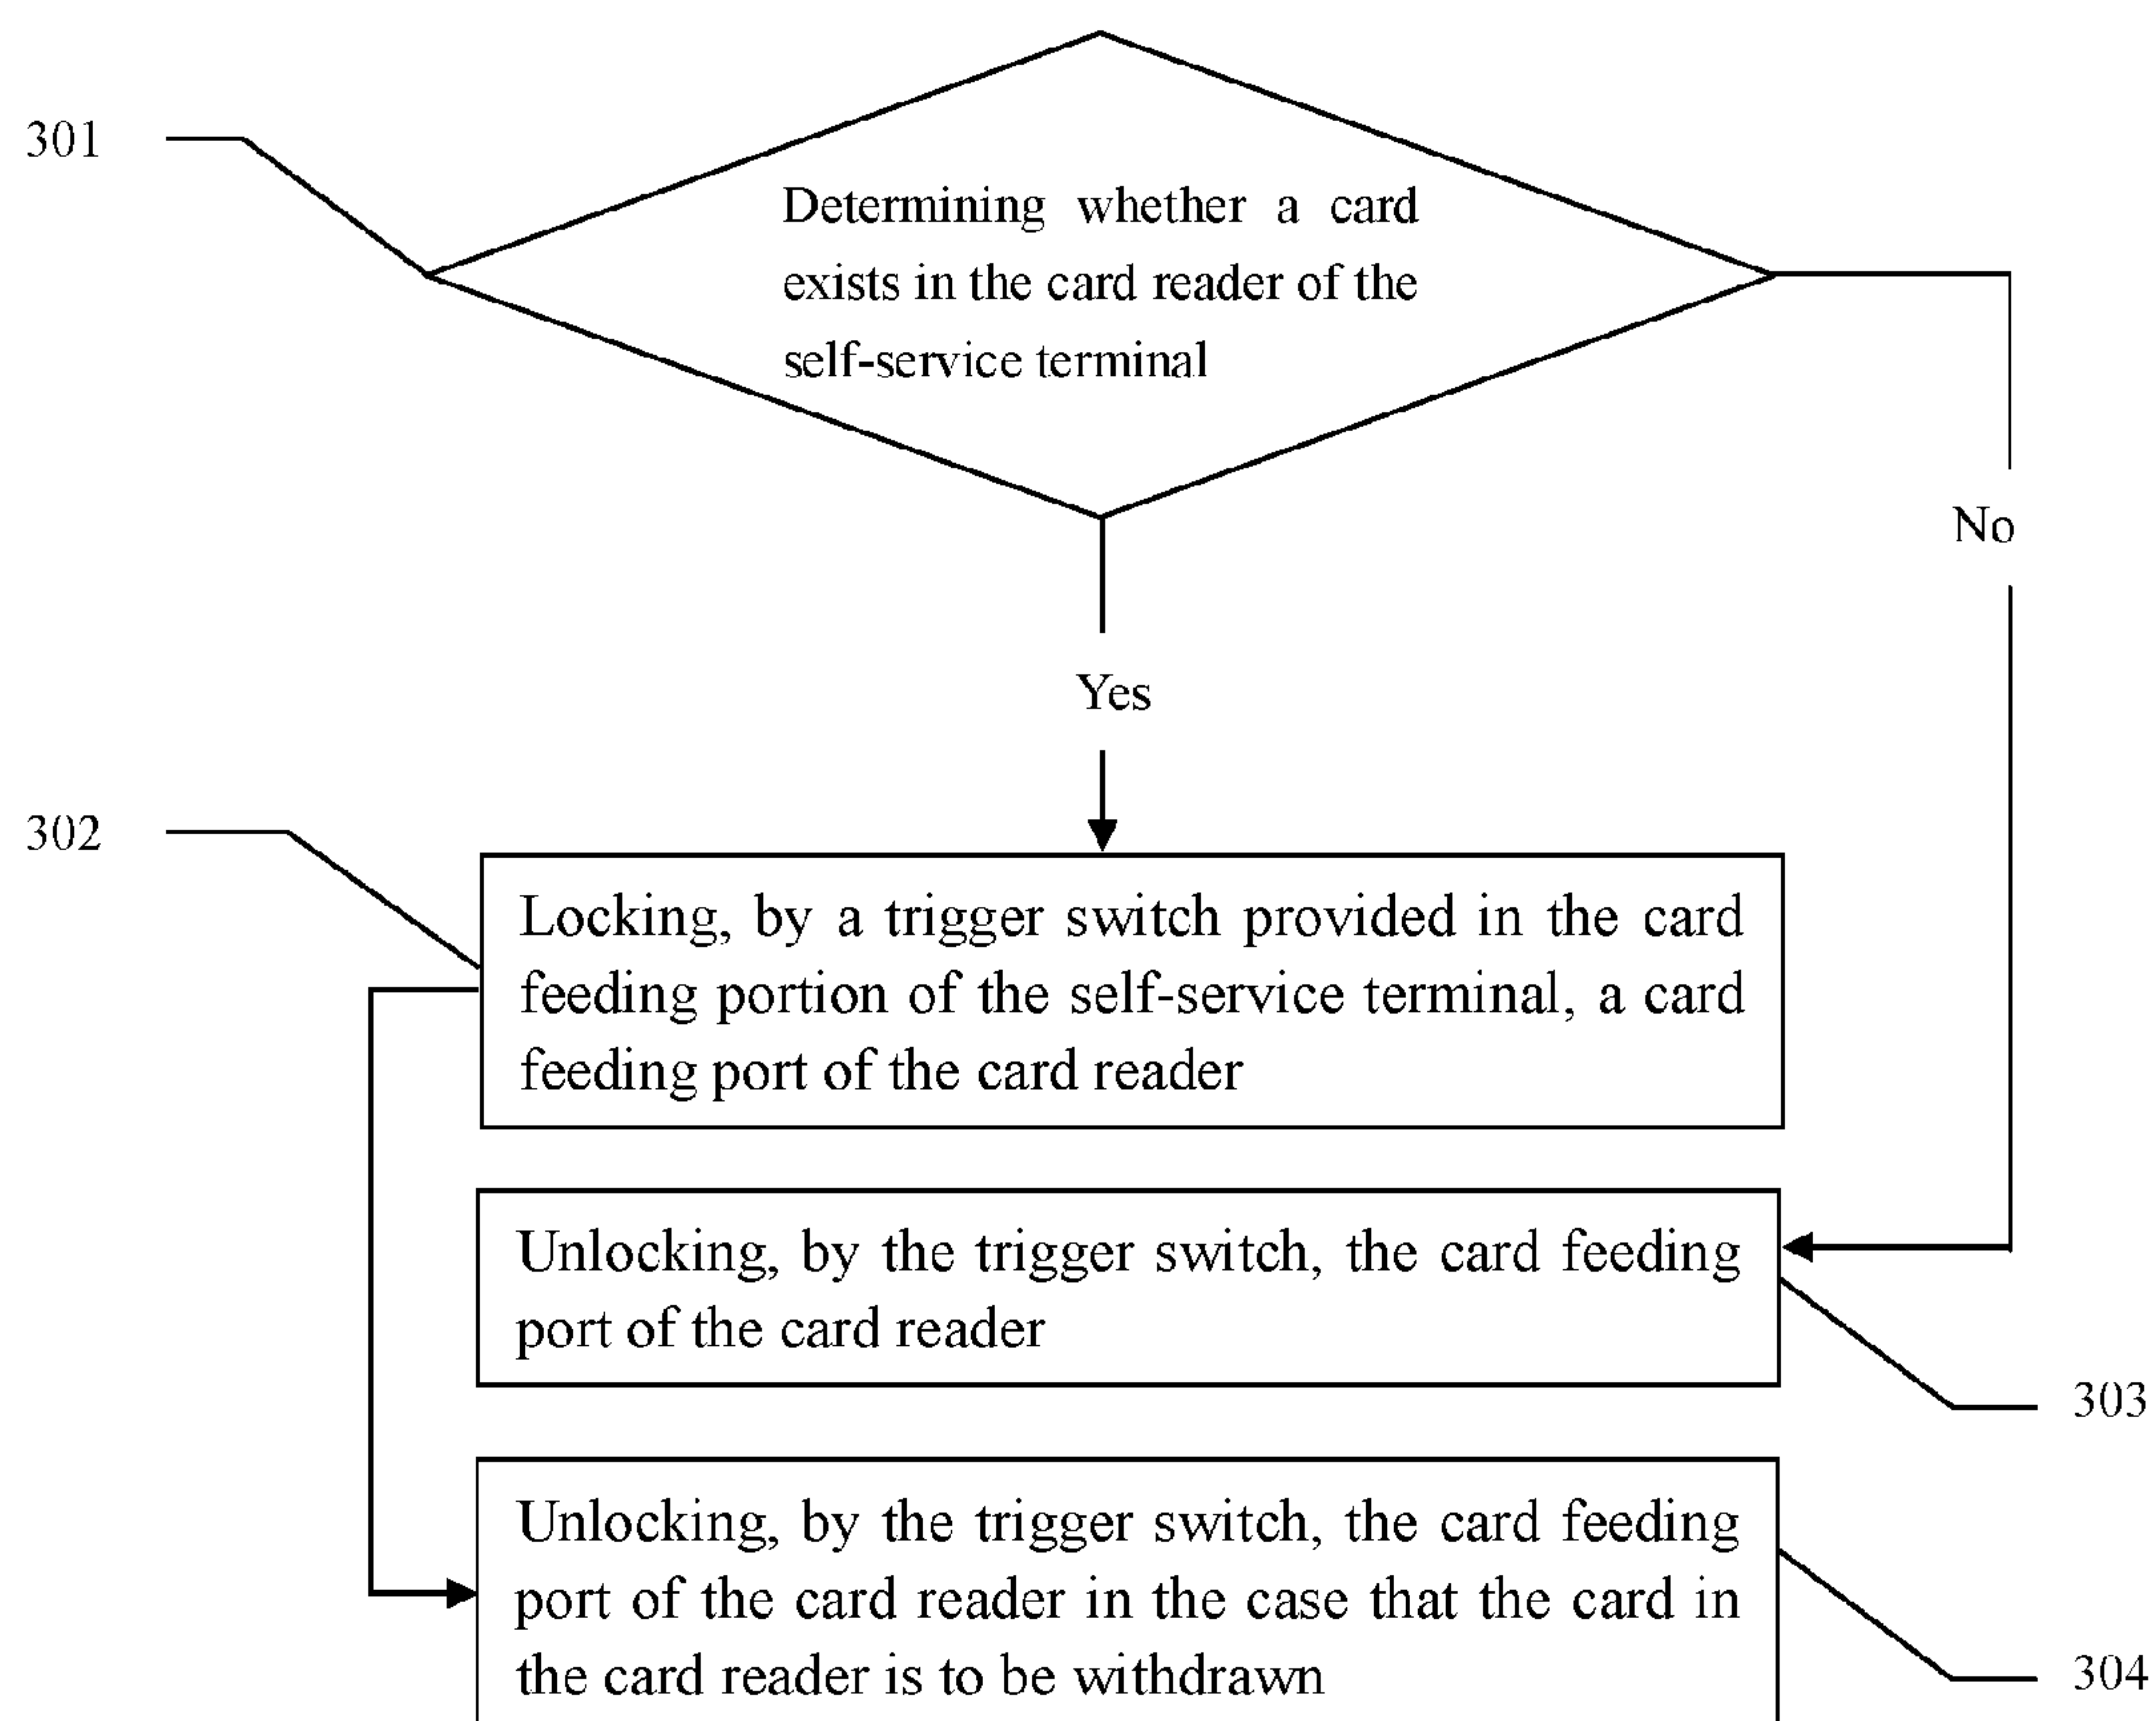 301
Determining whether a card
exists in the card reader of the
self-service terminal
No
Yes
302
Locking, by a trigger switch provided in the card
feeding portion of the self-service terminal, a card
feeding port of the card reader
Unlocking, by the trigger switch, the card feeding
port of the card reader
303
Unlocking, by the trigger switch, the card feeding
port of the card reader in the case that the card in
the card reader is to be withdrawn
304